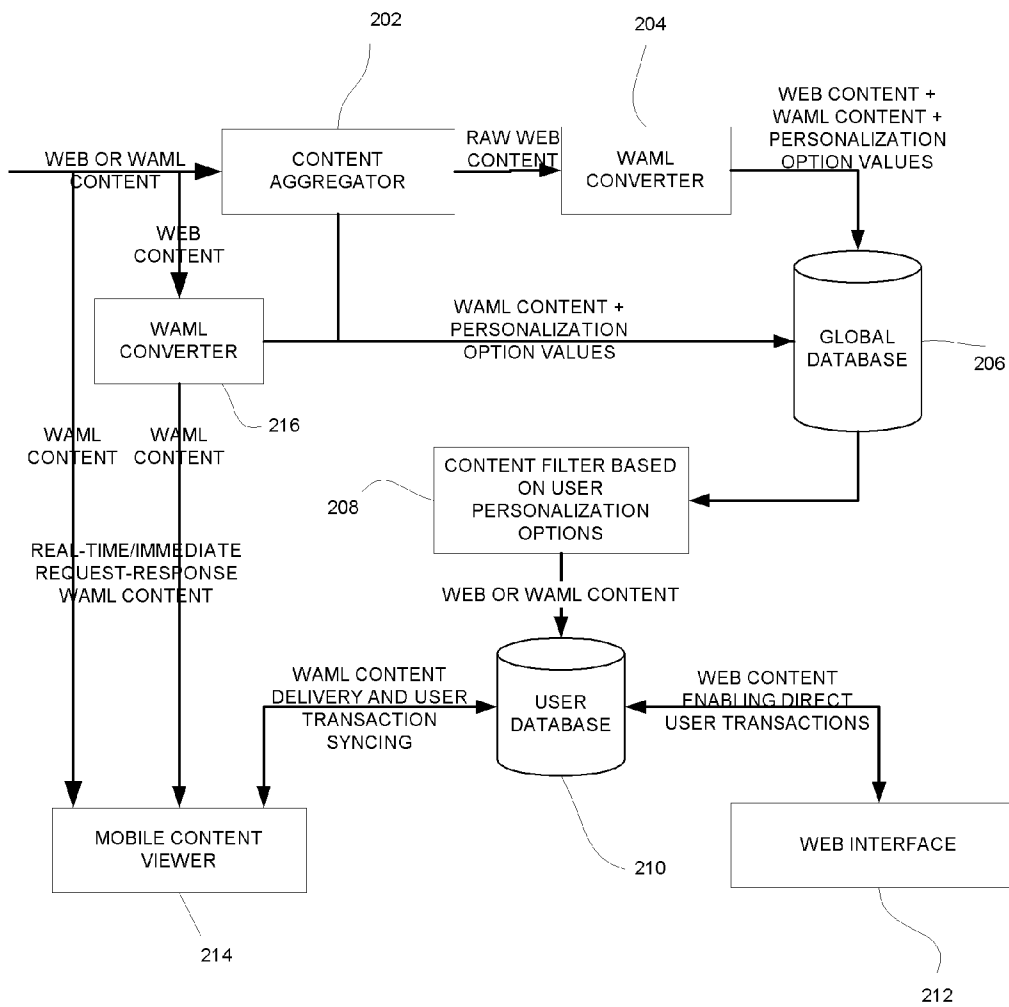 202
204
WEB CONTENT +
WAML CONTENT +
PERSONALIZATION
OPTION VALUES
WEB OR WAML
CONTENT
CONTENT
AGGREGATOR
RAW WEB
CONTENT
WAML
CONVERTER
WEB
CONTENT
WAML
CONVERTER
216
WAML CONTENT +
PERSONALIZATION
OPTION VALUES
GLOBAL
DATABASE
206
WAML
CONTENT
WAML
CONTENT
208
CONTENT FILTER BASED
ON USER
PERSONALIZATION
OPTIONS
REAL-TIME/IMMEDIATE
REQUEST-RESPONSE
WAML CONTENT
WEB OR WAML CONTENT
WAML CONTENT
DELIVERY AND USER
TRANSACTION
SYNCING
USER
DATABASE
WEB CONTENT
ENABLING DIRECT
USER TRANSACTIONS
210
MOBILE CONTENT
VIEWER
214
WEB INTERFACE
212